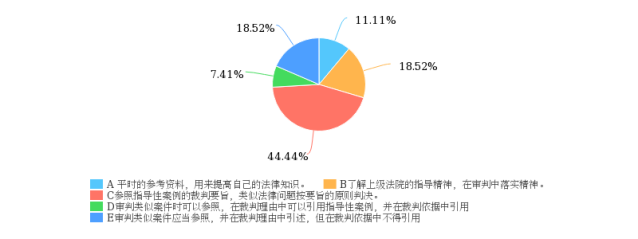 11.11%
18.52%
18.52%
7.41%
44.44%
A 平时的参考资料，用来提高自己的法律知识。 B了解上级法院的指导精神，在审判中落实精神。
C参照指导性案例的裁判要旨，类似法律问题按要旨的原则判决。
D审判类似案件时可以参照，在裁判理由中可以引用指导性案例，并在裁判依据中引用
E审判类似案件应当参照，并在裁判理由中引述，但在裁判依据中不得引用